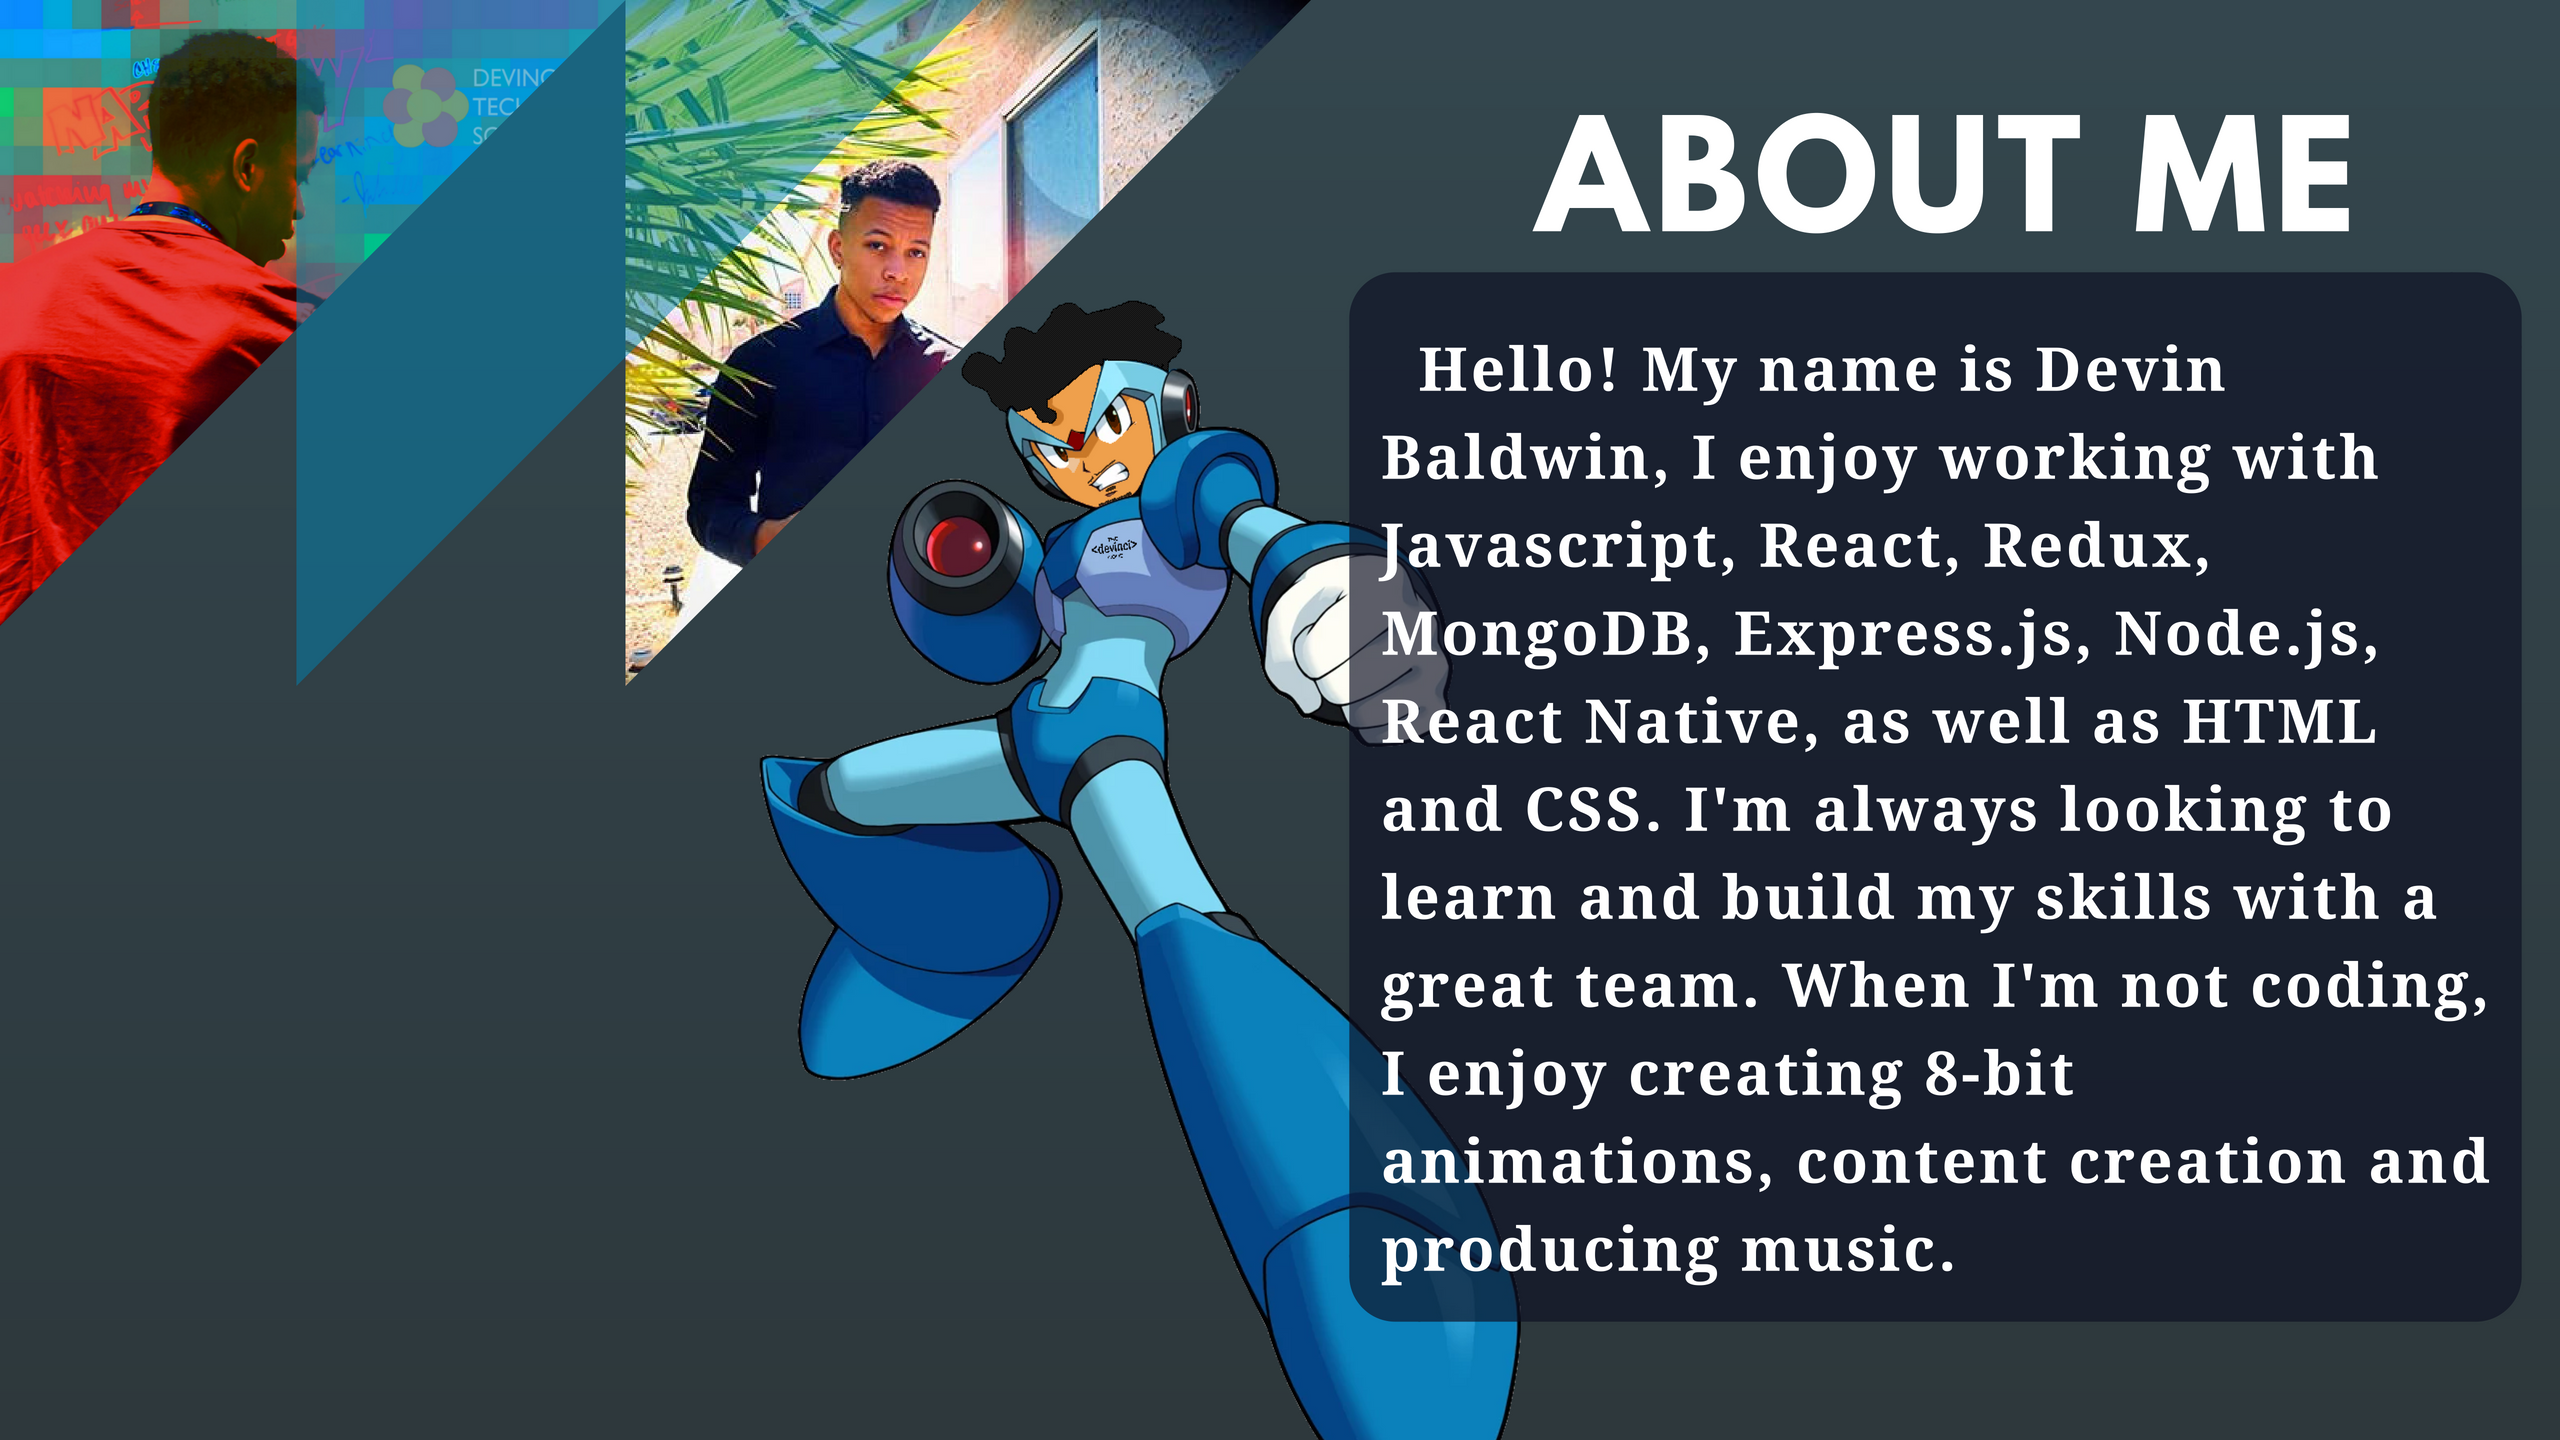 DEVINC
ABOUT ME
Hello! My name is Devin
Baldwin, I enjoy working with
Javascript, React, Redux,
MongoDB, Express.js, Node.js,
React Native, as well as HTML
and CSS. I'm always looking to
learn and build my skills with a
great team. When I'm not coding,
I enjoy creating 8-bit
animations, content creation and
producing music.
<devinci>